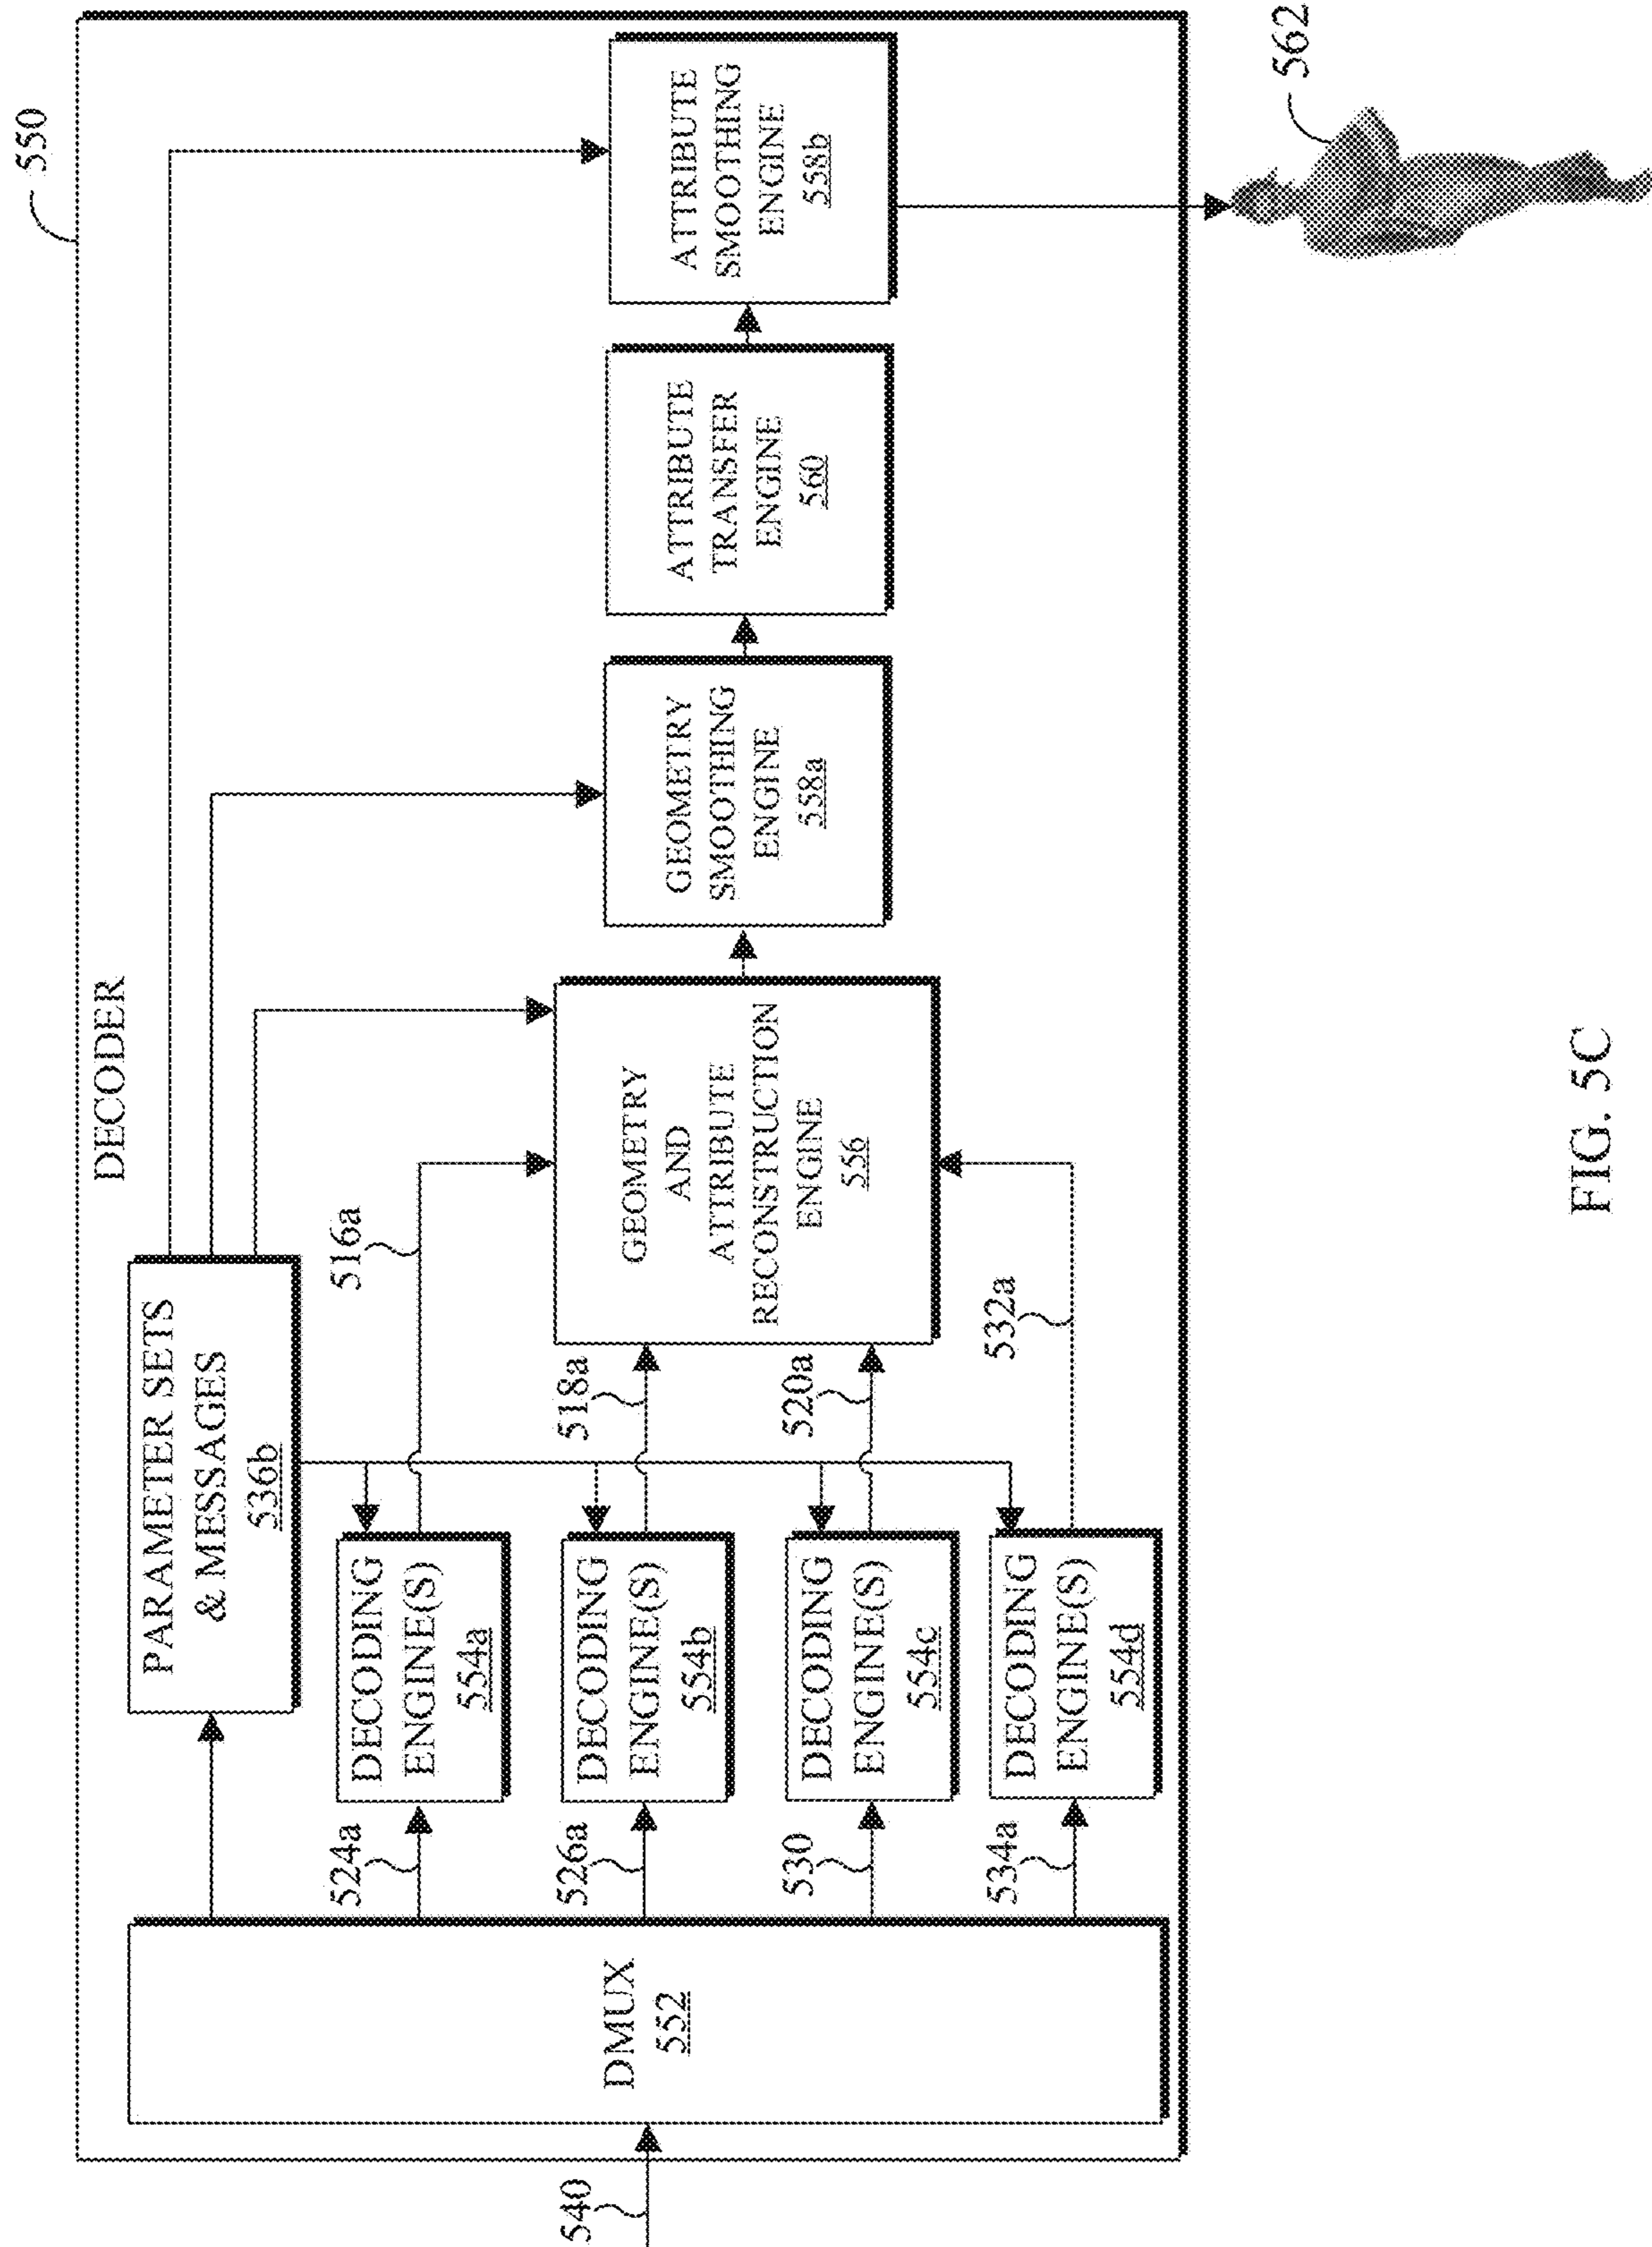 550
DECODER
PARAMETER SETS
& MESSAGES
536b
540
DMUX
552
524a
526a
530
534a
DECODING
ENGINE(S)
554a
DECODING
ENGINE(S)
554b
DECODING
ENGINE(S)
554c
DECODING
ENGINE(S)
554d
516a
518a
520a
532a
GEOMETRY
AND
ATTRIBUTE
RECONSTRUCTION
ENGINE
556
GEOMETRY
SMOOTHING
ENGINE
558a
ATTRIBUTE
TRANSFER
ENGINE
560
ATTRIBUTE
SMOOTHING
ENGINE
558b
562
FIG. 5C